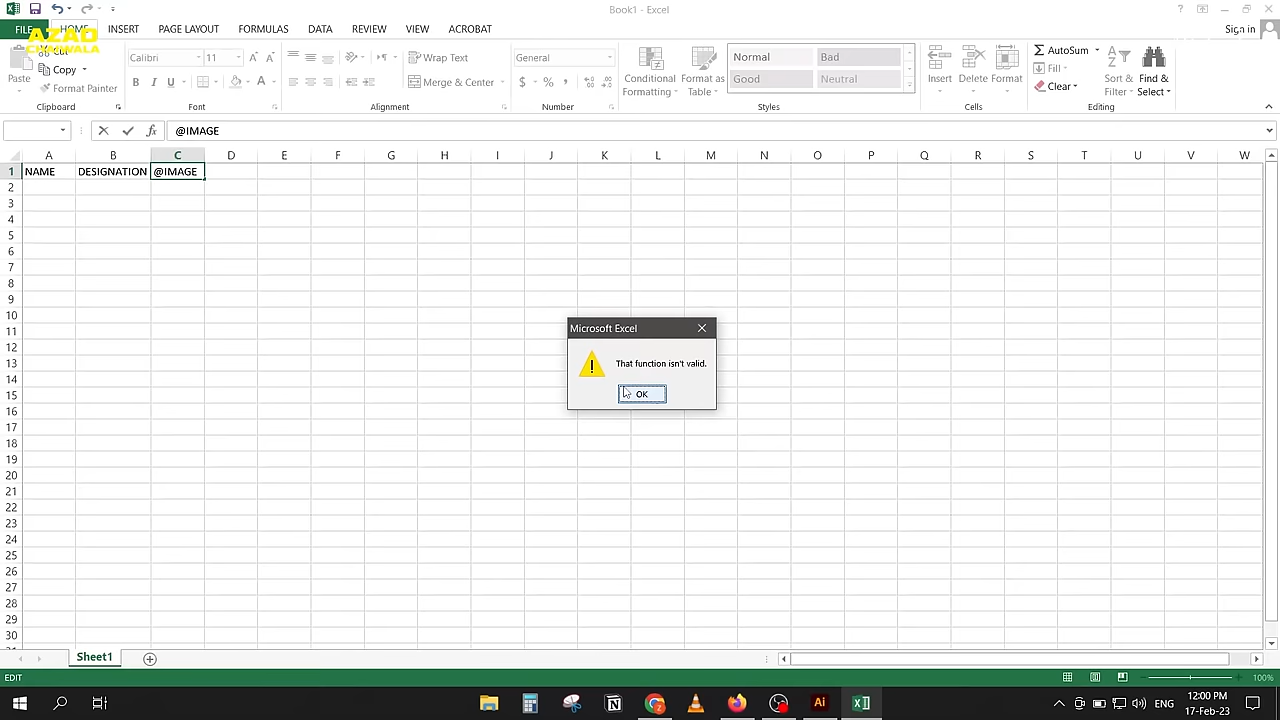 Book1 - Excel
FILE HOME INSERT PAGE LAYOUT FORMULAS DATA REVIEW VIEW ACROBAT Sign in
AZAD
CHAIWALA
Paste
Cut
Copy
Format Painter
Clipboard
Calibri 11
B I U
Font
Wrap Text
Merge & Center
Alignment
General
$ % ,
Number
Conditional
Formatting
Format as
Table
Normal Bad
Good Neutral
Styles
Insert Delete Format
Cells
AutoSum
Fill
Clear
Sort &
Filter
Find &
Select
Editing
fx @IMAGE
A B C D E F G H I J K L M N O P Q R S T U V W
1 NAME DESIGNATION @IMAGE
2
3
4
5
6
7
8
9
10
11
12
13
14
15
16
17
18
19
20
21
22
23
24
25
26
27
28
29
30
Microsoft Excel
That function isn't valid.
OK
Sheet1
EDIT
100%
ENG
12:00 PM
17-Feb-23